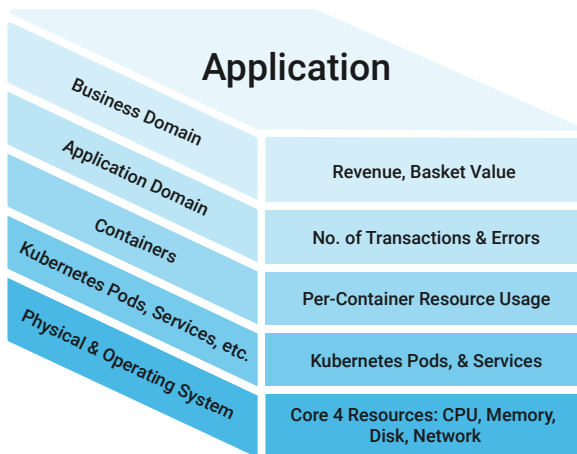 Application
Business Domain
Revenue, Basket Value
Application Domain
No. of Transactions & Errors
Containers
Per-Container Resource Usage
Kubernetes Pods, Services, etc.
Kubernetes Pods, & Services
Physical & Operating System
Core 4 Resources: CPU, Memory,
Disk, Network